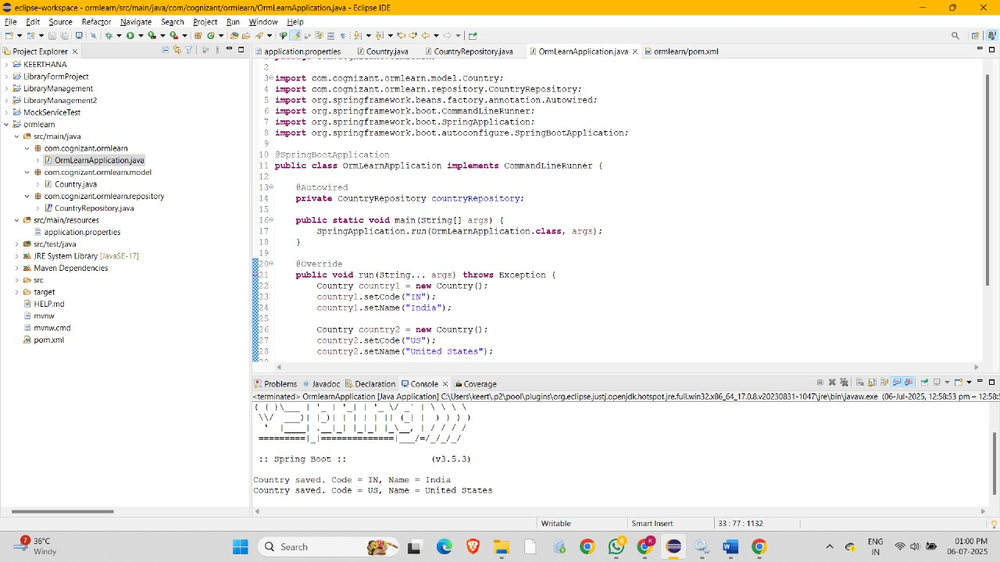 eclipse-workspace - ormlearn/src/main/java/com/cognizant/ormlearn/OrmLearnApplication.java - Eclipse IDE
File Edit Source Refactor Navigate Search Project Run Window Help
Project Explorer
KEERTHANA
LibraryFormProject
LibraryManagement
LibraryManagement2
MockServiceTest
ormlearn
src/main/java
com.cognizant.ormlearn
OrmLearnApplication.java
com.cognizant.ormlearn.model
Country.java
com.cognizant.ormlearn.repository
CountryRepository.java
src/main/resources
application.properties
src/test/java
JRE System Library [JavaSE-17]
Maven Dependencies
src
target
HELP.md
mvnw
mvnw.cmd
pom.xml
application.properties Country.java CountryRepository.java OrmLearnApplication.java ormlearn/pom.xml
2
3 import com.cognizant.ormlearn.model.Country;
4 import com.cognizant.ormlearn.repository.CountryRepository;
5 import org.springframework.beans.factory.annotation.Autowired;
6 import org.springframework.boot.CommandLineRunner;
7 import org.springframework.boot.SpringApplication;
8 import org.springframework.boot.autoconfigure.SpringBootApplication;
9
10 @SpringBootApplication
11 public class OrmLearnApplication implements CommandLineRunner {
12
13 @Autowired
14 private CountryRepository countryRepository;
15
16 public static void main(String[] args) {
17 SpringApplication.run(OrmLearnApplication.class, args);
18 }
19
20 @Override
21 public void run(String... args) throws Exception {
22 Country country1 = new Country();
23 country1.setCode("IN");
24 country1.setName("India");
25
26 Country country2 = new Country();
27 country2.setCode("US");
28 country2.setName("United States");
Problems Javadoc Declaration Console Coverage
<terminated> OrmlearnApplication [Java Application] C:\Users\keert\.p2\pool\plugins\org.eclipse.justj.openjdk.hotspot.jre.full.win32.x86_64_17.0.8.v20230831-1047\jre\bin\javaw.exe (06-Jul-2025, 12:58:53 pm – 12:58:
:: Spring Boot :: (v3.5.3)
Country saved. Code = IN, Name = India
Country saved. Code = US, Name = United States
Writable Smart Insert 33 : 77 : 1132
7
36°C
Windy
Search
8
K
ENG
IN
01:00 PM
06-07-2025